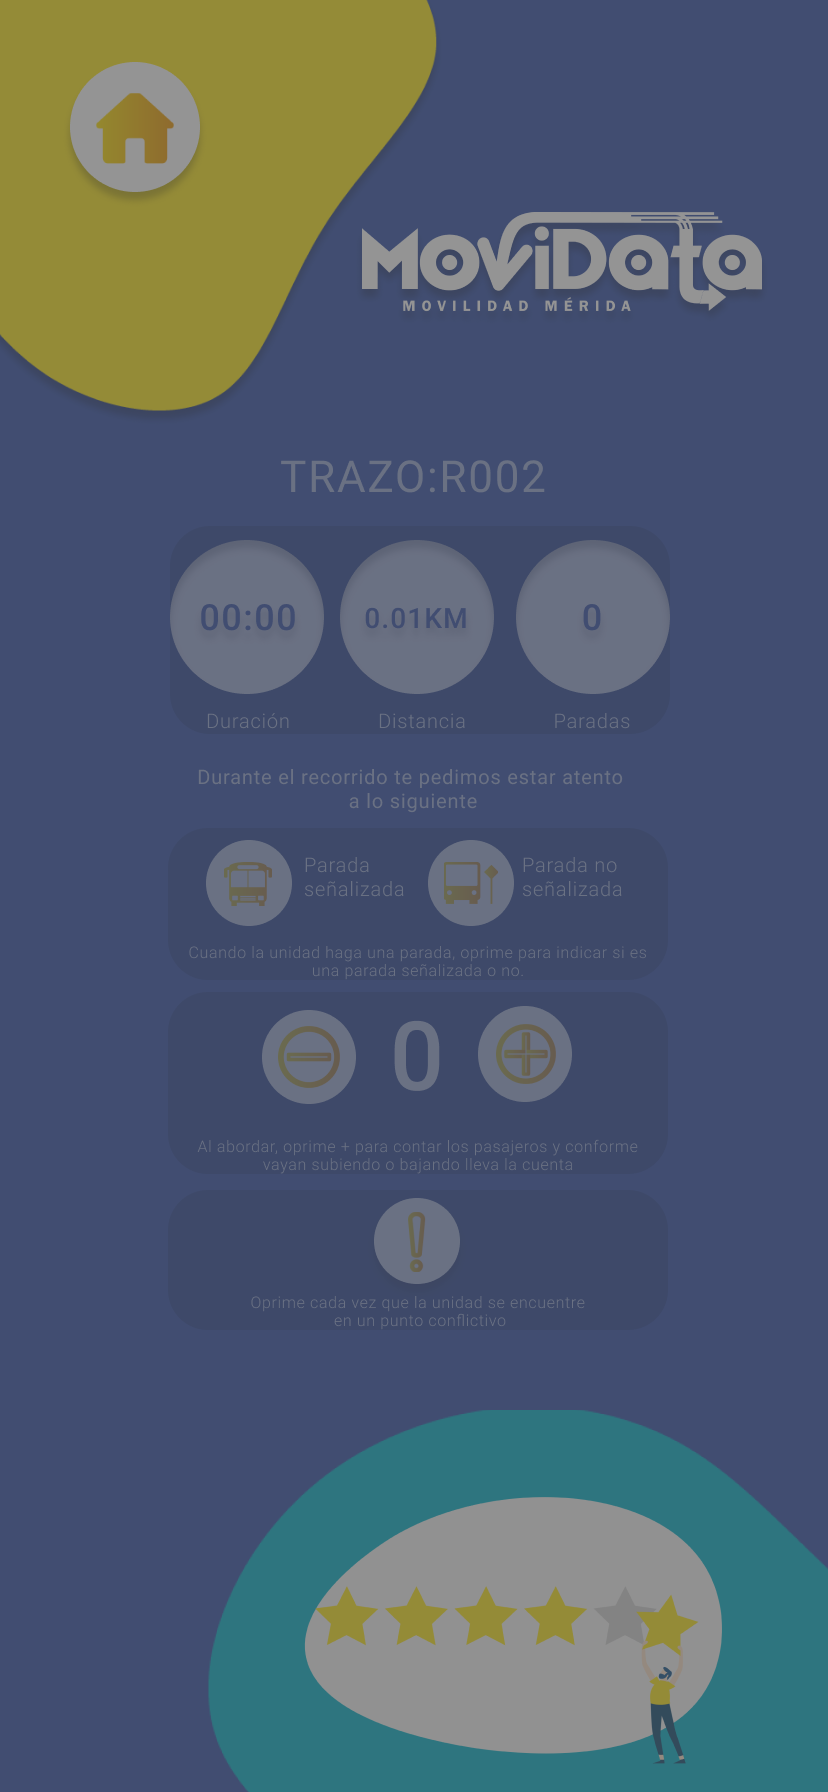 MoviData
MOVILIDAD MÉRIDA
TRAZO:R002
00:00
0.01KM
0
Duración
Distancia
Paradas
Durante el recorrido te pedimos estar atento
a lo siguiente
Parada
señalizada
Parada no
señalizada
Cuando la unidad haga una parada, oprime para indicar si es
una parada señalizada o no.
0
Al abordar, oprime + para contar los pasajeros y conforme
vayan subiendo o bajando lleva la cuenta
Oprime cada vez que la unidad se encuentre
en un punto conflictivo